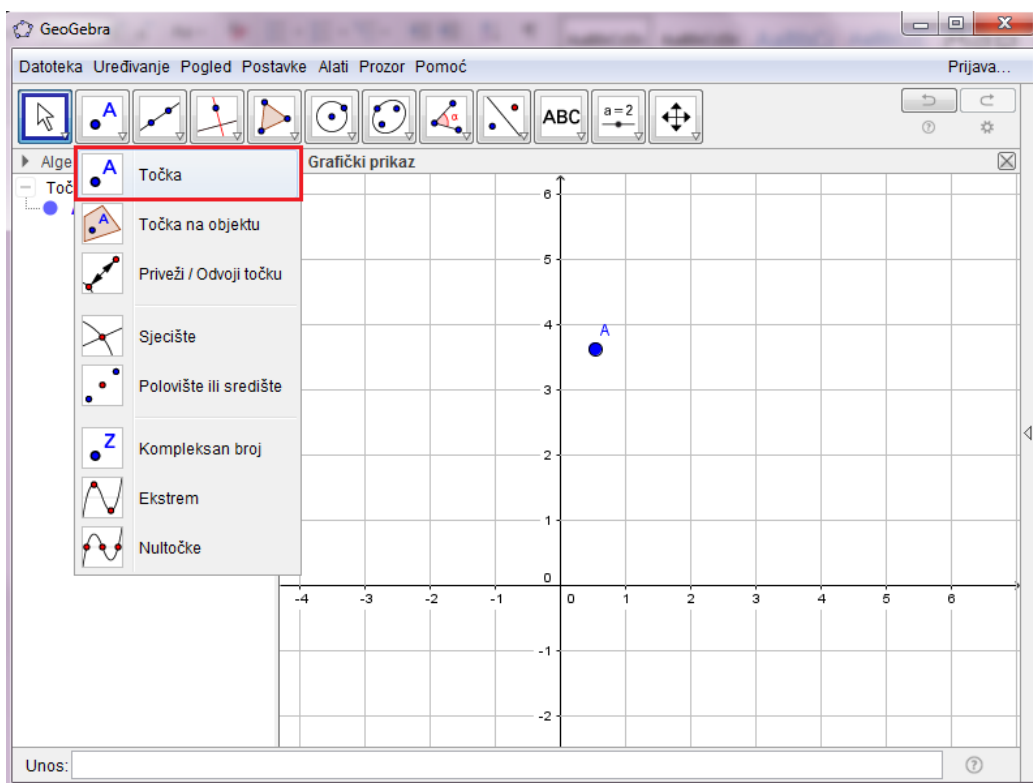 GeoGebra
Datoteka Uređivanje Pogled Postavke Alati Prozor Pomoć Prijava...
A α ABC a=2
Alge
Grafički prikaz
Toč
A Točka
A Točka na objektu
Priveži / Odvoji točku
Sjecište
Polovište ili središte
Z Kompleksan broj
Ekstrem
Nultočke
6
5
4
A
3
2
1
0
-4 -3 -2 -1 0 1 2 3 4 5 6
-1
-2
Unos: